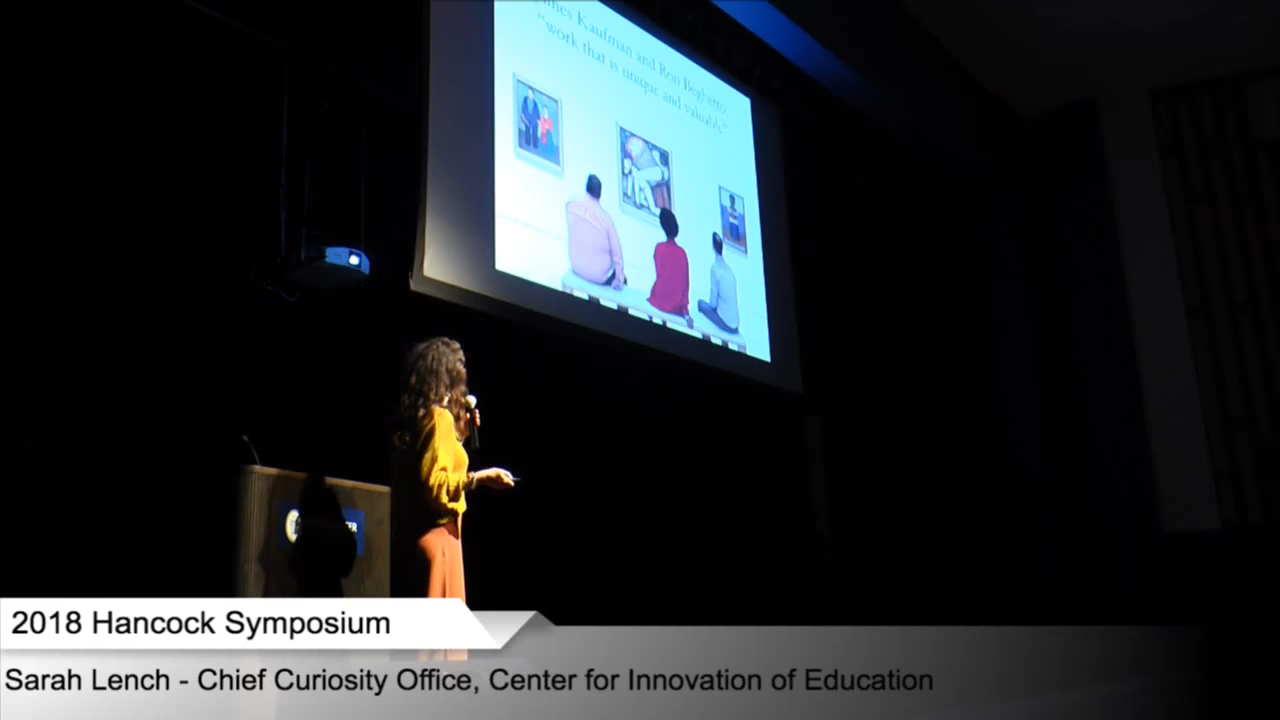 James Kaufman and Ron Beghetto
"work that is unique and valuable"
2018 Hancock Symposium
Sarah Lench - Chief Curiosity Office, Center for Innovation of Education